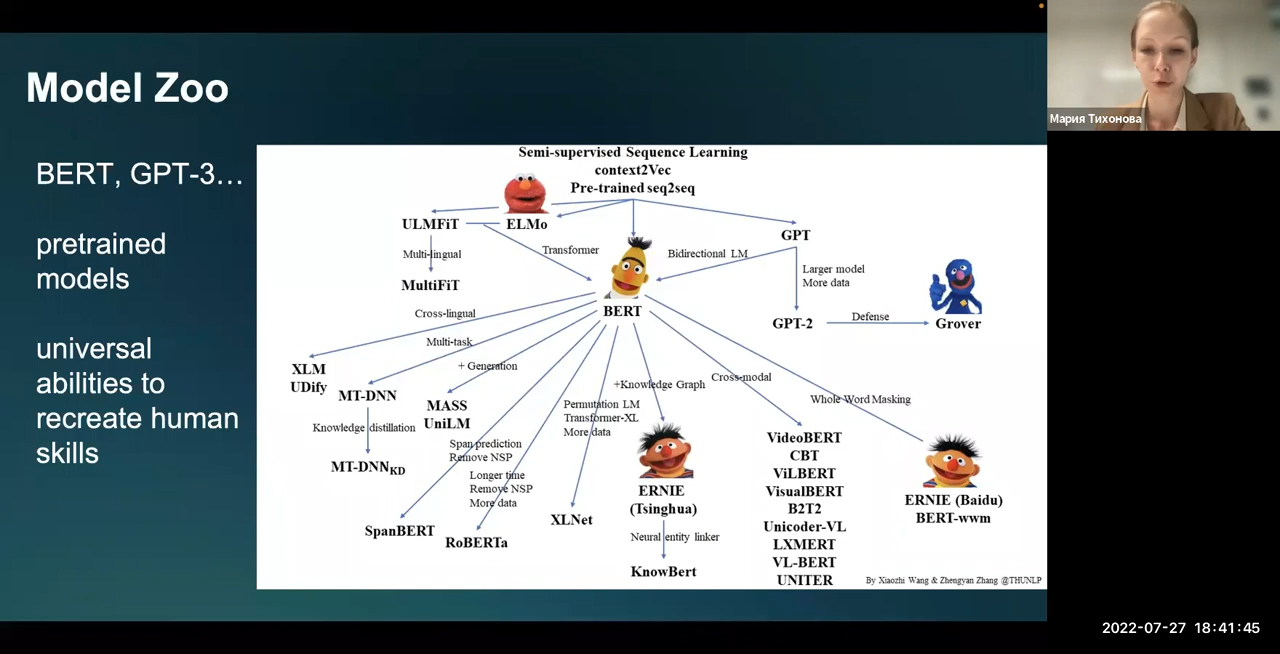 Model Zoo
BERT, GPT-3…
pretrained
models
universal
abilities to
recreate human
skills
Semi-supervised Sequence Learning
context2Vec
Pre-trained seq2seq
ULMFiT
ELMo
GPT
Multi-lingual
Transformer
Bidirectional LM
Larger model
More data
MultiFiT
BERT
GPT-2
Defense
Grover
Cross-lingual
Multi-task
+ Generation
+Knowledge Graph
Cross-modal
Whole Word Masking
XLM
UDify
MT-DNN
MASS
UniLM
Permutation LM
Transformer-XL
More data
Knowledge distillation
Span prediction
Remove NSP
Longer time
Remove NSP
More data
MT-DNNKD
SpanBERT
RoBERTa
XLNet
ERNIE
(Tsinghua)
Neural entity linker
KnowBert
VideoBERT
CBT
ViLBERT
VisualBERT
B2T2
Unicoder-VL
LXMERT
VL-BERT
UNITER
ERNIE (Baidu)
BERT-wwm
By Xiaozhi Wang & Zhengyan Zhang @THUNLP
Мария Тихонова
2022-07-27 18:41:45